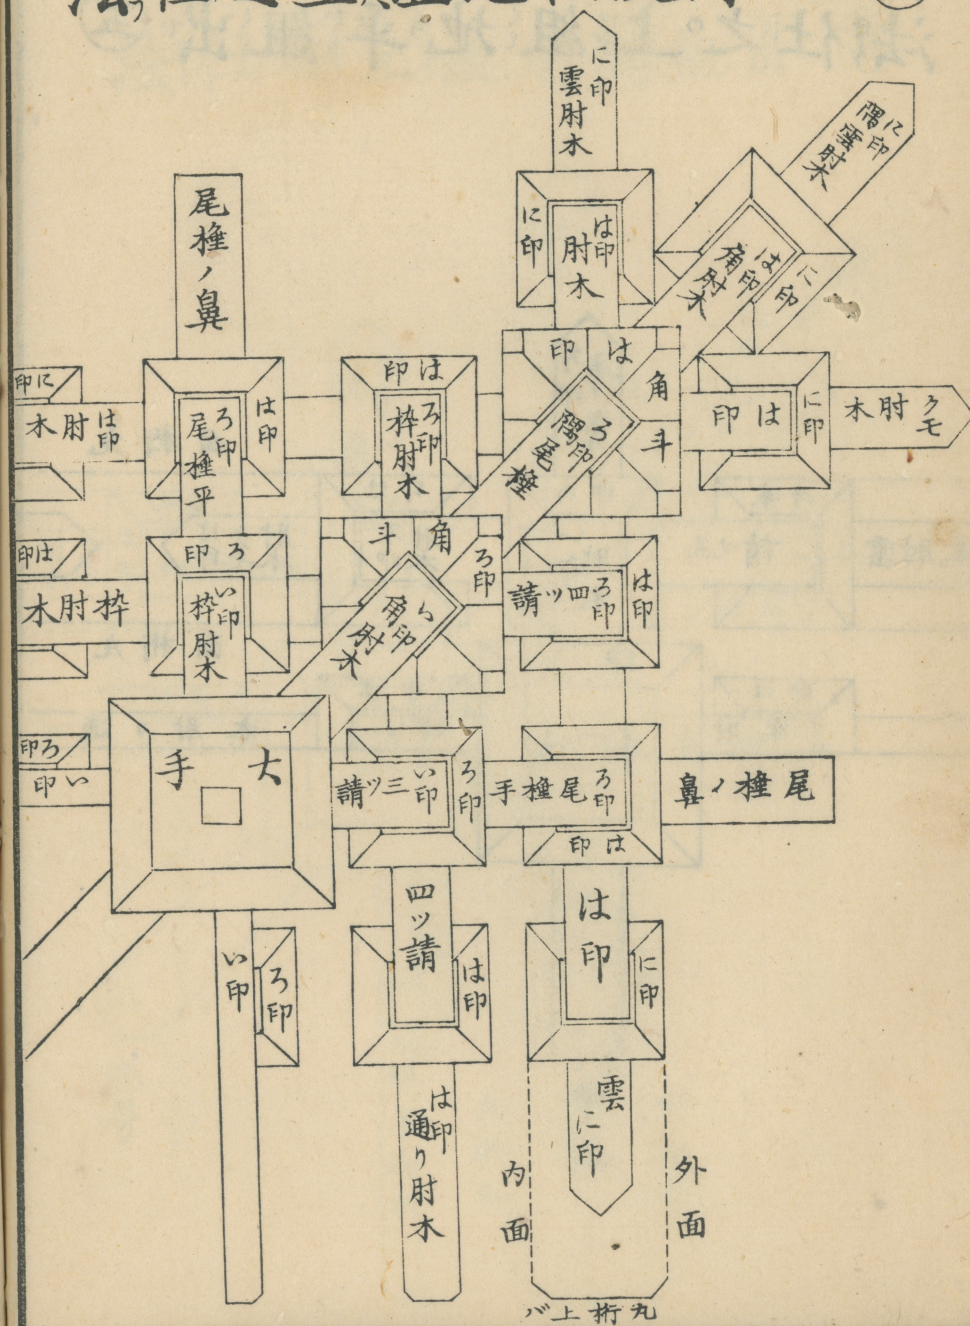 に印
雲肘木
に印
隅雲肘木
尾棰ノ鼻
に印
は印
肘木
は印
角肘木
に印
印は
角
斗
は印
に印
クモ肘木
に印
は印
肘木
ろ印
尾棰平
は印
は印
ろ印
枠肘木
ろ印
隅尾棰
は印
枠肘木
ろ印
い印
枠肘木
角
斗
ろ印
い印
角肘木
ろ印
四ツ請
は印
ろ印
い印
大手
い印
三ツ請
ろ印
尾棰手
ろ印
は印
尾棰ノ鼻
い印
ろ印
四ツ請
は印
は印
に印
は印
通り肘木
雲
に印
内面
外面
丸桁上バ